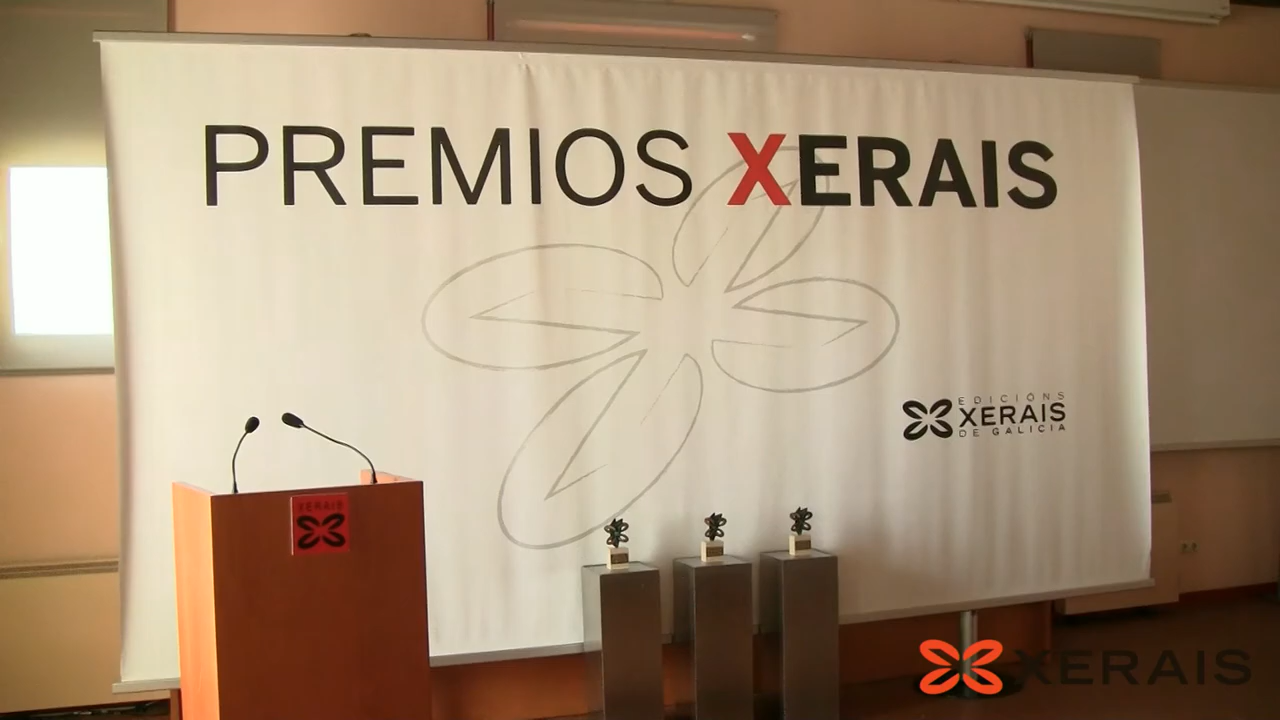 PREMIOS XERAIS
EDICIÓNS
XERAIS
DE GALICIA
XERAIS
XERAIS